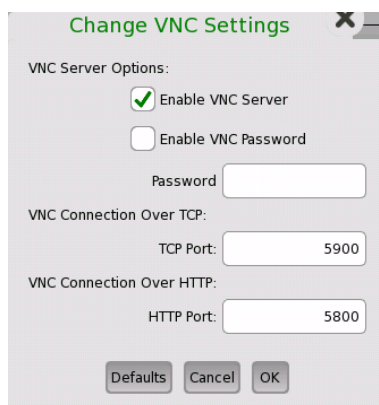 Change VNC Settings
VNC Server Options:
Enable VNC Server
Enable VNC Password
Password
VNC Connection Over TCP:
TCP Port: 5900
VNC Connection Over HTTP:
HTTP Port: 5800
Defaults Cancel OK